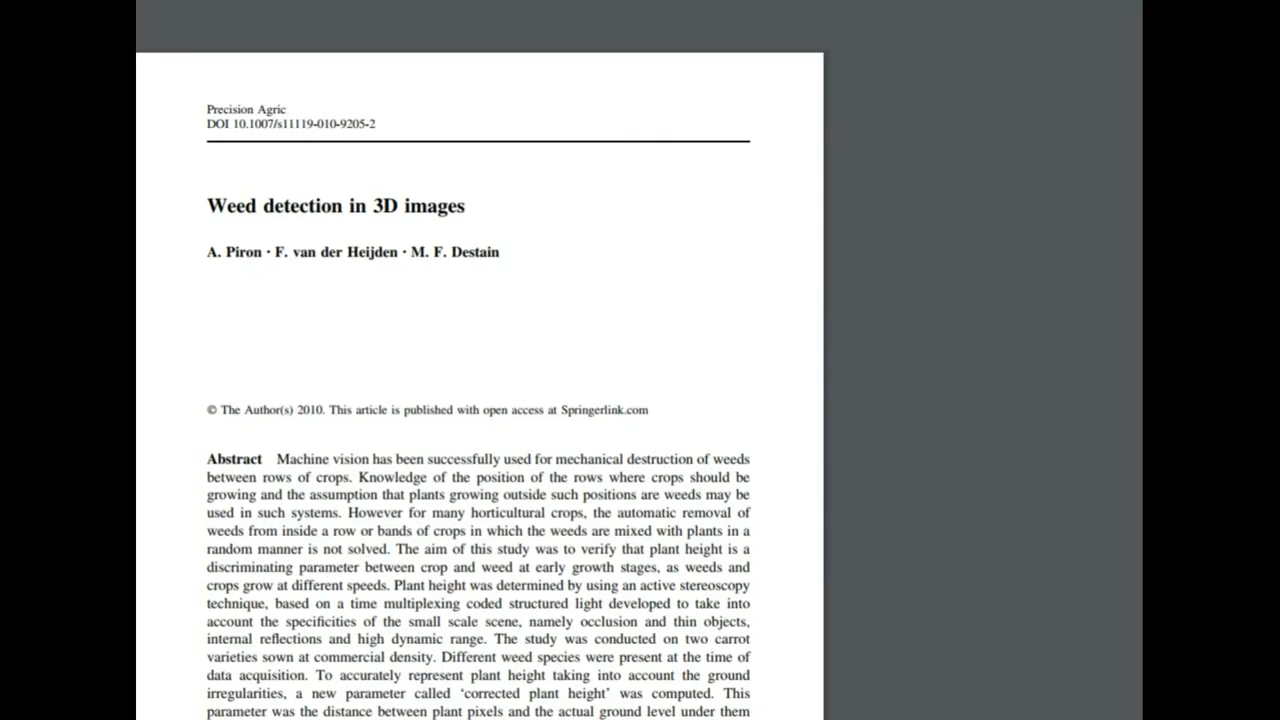 Precision Agric
DOI 10.1007/s11119-010-9205-2
Weed detection in 3D images
A. Piron · F. van der Heijden · M. F. Destain
© The Author(s) 2010. This article is published with open access at Springerlink.com
Abstract Machine vision has been successfully used for mechanical destruction of weeds
between rows of crops. Knowledge of the position of the rows where crops should be
growing and the assumption that plants growing outside such positions are weeds may be
used in such systems. However for many horticultural crops, the automatic removal of
weeds from inside a row or bands of crops in which the weeds are mixed with plants in a
random manner is not solved. The aim of this study was to verify that plant height is a
discriminating parameter between crop and weed at early growth stages, as weeds and
crops grow at different speeds. Plant height was determined by using an active stereoscopy
technique, based on a time multiplexing coded structured light developed to take into
account the specificities of the small scale scene, namely occlusion and thin objects,
internal reflections and high dynamic range. The study was conducted on two carrot
varieties sown at commercial density. Different weed species were present at the time of
data acquisition. To accurately represent plant height taking into account the ground
irregularities, a new parameter called ‘corrected plant height’ was computed. This
parameter was the distance between plant pixels and the actual ground level under them